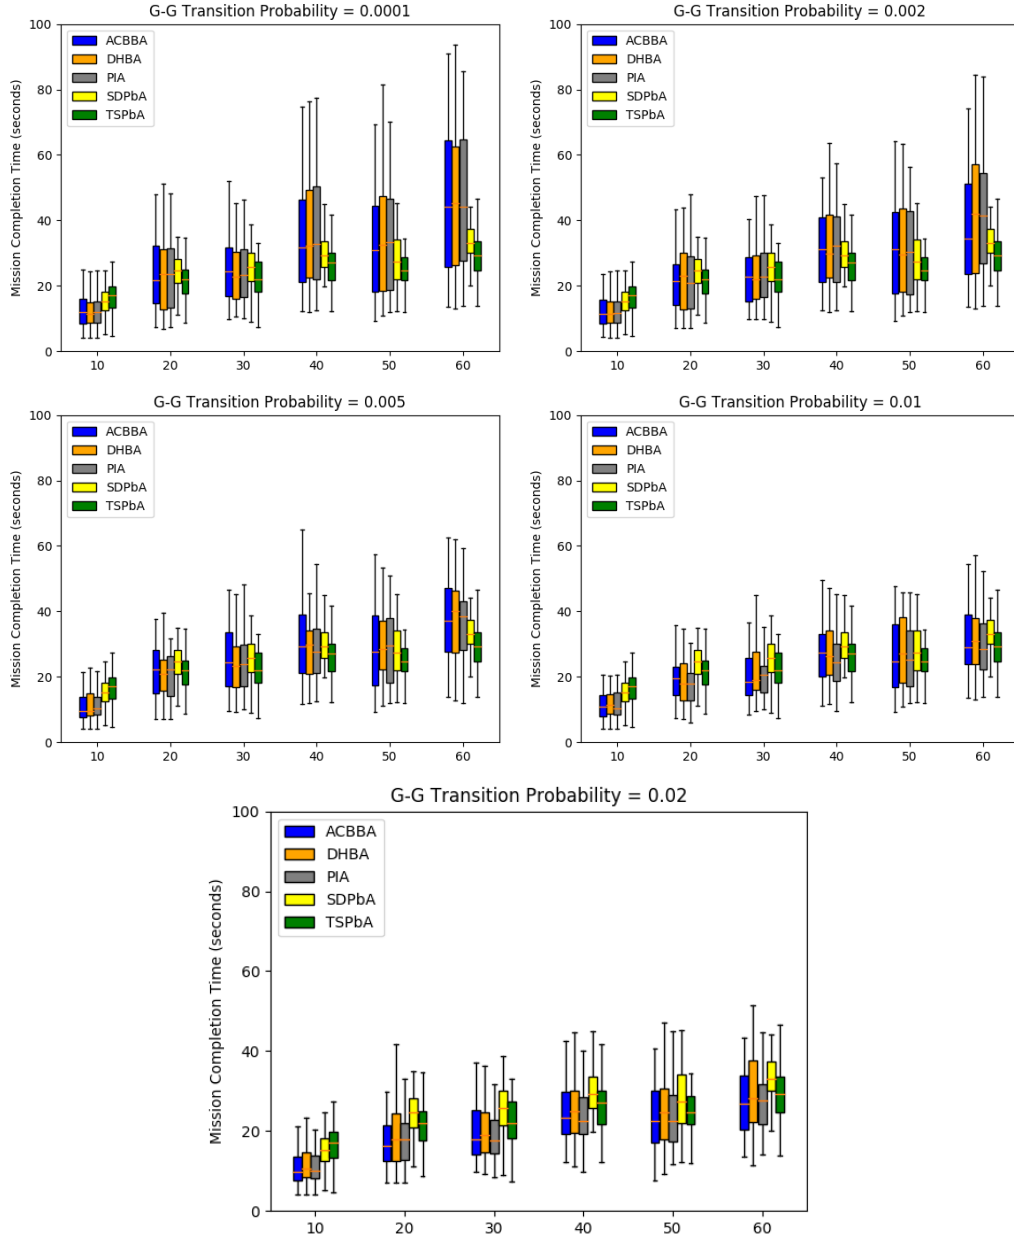 G-G Transition Probability = 0.0001
Mission Completion Time (seconds)
100
80
60
40
20
0
ACBBA
DHBA
PIA
SDPbA
TSPbA
10 20 30 40 50 60
G-G Transition Probability = 0.002
Mission Completion Time (seconds)
100
80
60
40
20
0
ACBBA
DHBA
PIA
SDPbA
TSPbA
10 20 30 40 50 60
G-G Transition Probability = 0.005
Mission Completion Time (seconds)
100
80
60
40
20
0
ACBBA
DHBA
PIA
SDPbA
TSPbA
10 20 30 40 50 60
G-G Transition Probability = 0.01
Mission Completion Time (seconds)
100
80
60
40
20
0
ACBBA
DHBA
PIA
SDPbA
TSPbA
10 20 30 40 50 60
G-G Transition Probability = 0.02
Mission Completion Time (seconds)
100
80
60
40
20
0
ACBBA
DHBA
PIA
SDPbA
TSPbA
10 20 30 40 50 60